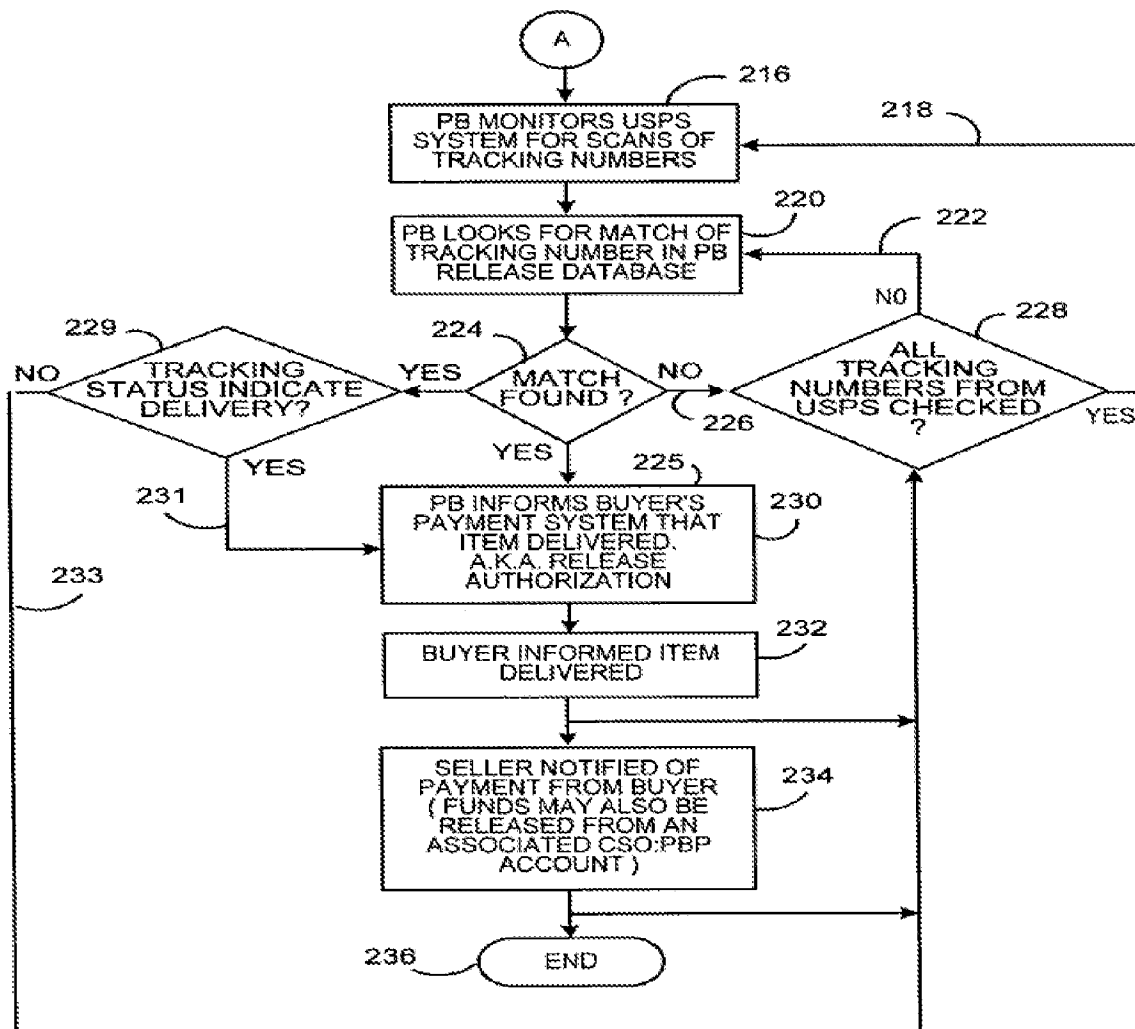 A
216
PB MONITORS USPS
SYSTEM FOR SCANS OF
TRACKING NUMBERS
218
220
PB LOOKS FOR MATCH OF
TRACKING NUMBER IN PB
RELEASE DATABASE
222
N0
229
NO
TRACKING
STATUS INDICATE
DELIVERY?
YES
224
YES
MATCH
FOUND ?
NO
226
YES
228
ALL
TRACKING
NUMBERS FROM
USPS CHECKED
?
YES
231
225
PB INFORMS BUYER'S
PAYMENT SYSTEM THAT
ITEM DELIVERED.
A.K.A. RELEASE
AUTHORIZATION
230
233
232
BUYER INFORMED ITEM
DELIVERED
SELLER NOTIFIED OF
PAYMENT FROM BUYER
( FUNDS MAY ALSO BE
RELEASED FROM AN
ASSOCIATED CSO:PBP
ACCOUNT )
234
236
END